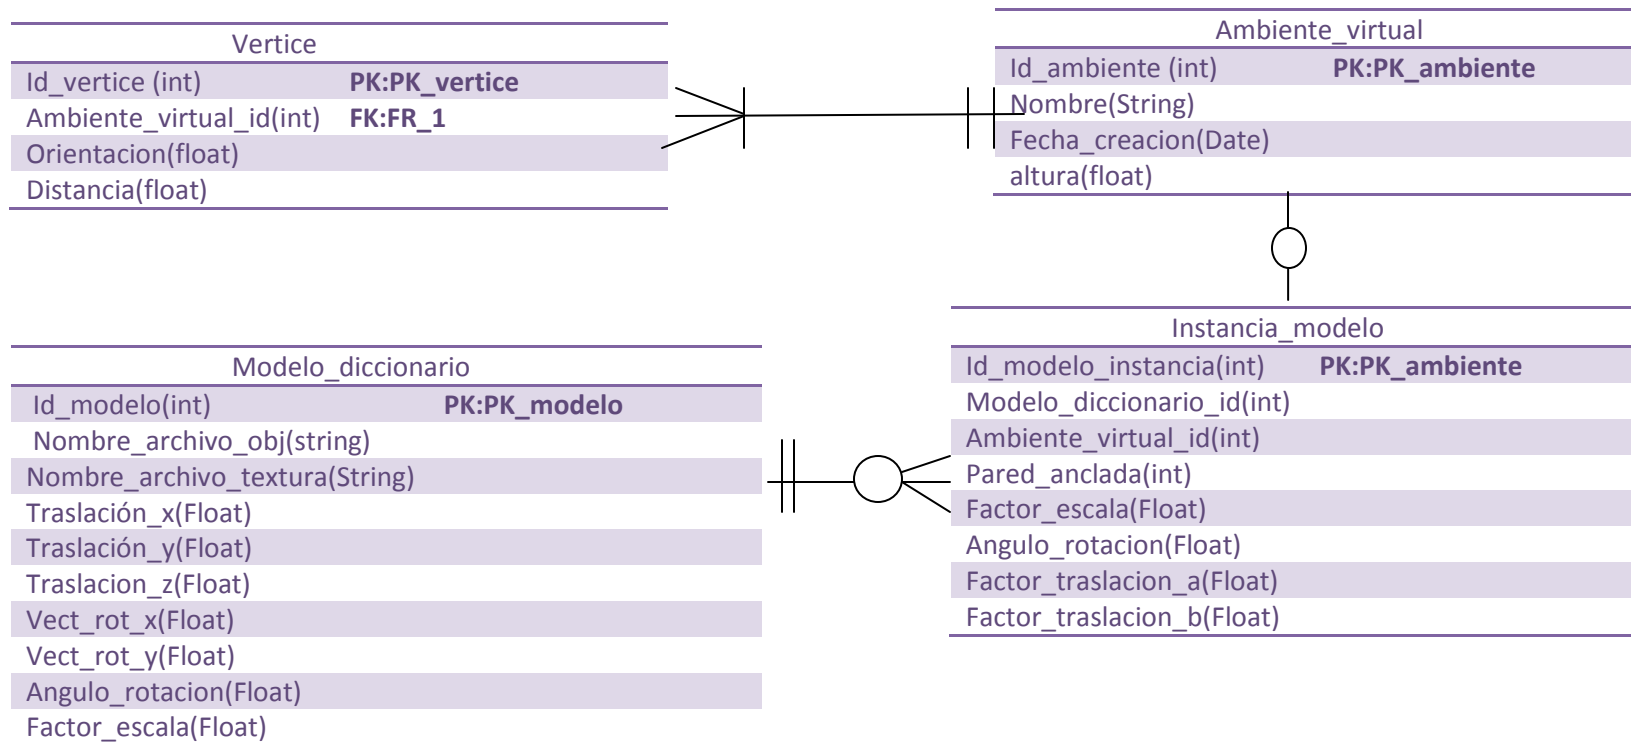 Vertice
Id_vertice (int) PK:PK_vertice
Ambiente_virtual_id(int) FK:FR_1
Orientacion(float)
Distancia(float)
Ambiente_virtual
Id_ambiente (int) PK:PK_ambiente
Nombre(String)
Fecha_creacion(Date)
altura(float)
Modelo_diccionario
Id_modelo(int) PK:PK_modelo
Nombre_archivo_obj(string)
Nombre_archivo_textura(String)
Traslación_x(Float)
Traslación_y(Float)
Traslacion_z(Float)
Vect_rot_x(Float)
Vect_rot_y(Float)
Angulo_rotacion(Float)
Factor_escala(Float)
Instancia_modelo
Id_modelo_instancia(int) PK:PK_ambiente
Modelo_diccionario_id(int)
Ambiente_virtual_id(int)
Pared_anclada(int)
Factor_escala(Float)
Angulo_rotacion(Float)
Factor_traslacion_a(Float)
Factor_traslacion_b(Float)